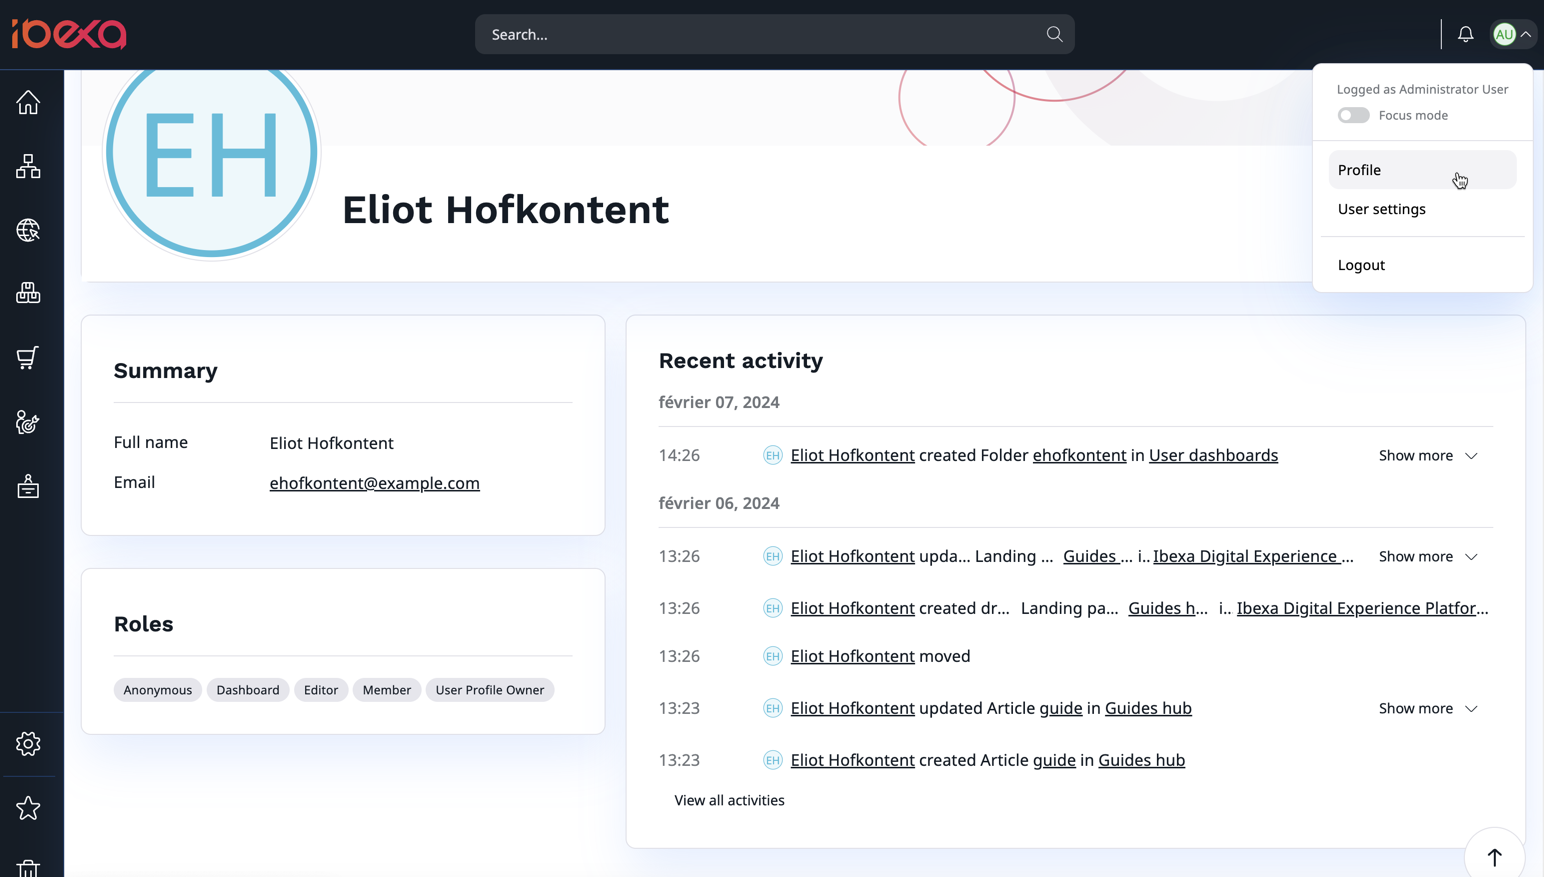 ibexa
Search...
AU
Logged as Administrator User
Focus mode
Profile
User settings
Logout
EH
Eliot Hofkontent
Summary
Full name Eliot Hofkontent
Email ehofkontent@example.com
Roles
Anonymous Dashboard Editor Member User Profile Owner
Recent activity
février 07, 2024
14:26 EH Eliot Hofkontent created Folder ehofkontent in User dashboards Show more
février 06, 2024
13:26 EH Eliot Hofkontent upda... Landing ... Guides ... i.. Ibexa Digital Experience ... Show more
13:26 EH Eliot Hofkontent created dr... Landing pa... Guides h... i.. Ibexa Digital Experience Platfor...
13:26 EH Eliot Hofkontent moved
13:23 EH Eliot Hofkontent updated Article guide in Guides hub Show more
13:23 EH Eliot Hofkontent created Article guide in Guides hub
View all activities